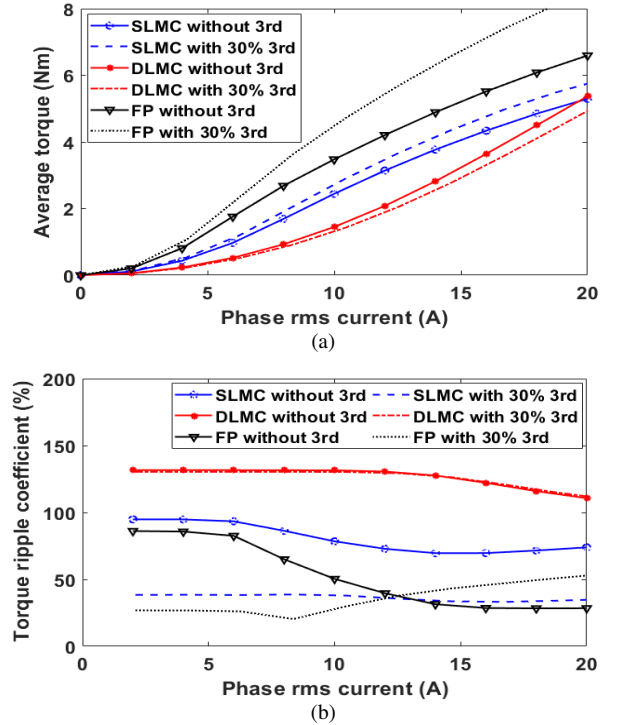 8
6
4
2
0
Average torque (Nm)
SLMC without 3rd
SLMC with 30% 3rd
DLMC without 3rd
DLMC with 30% 3rd
FP without 3rd
FP with 30% 3rd
0 5 10 15 20
Phase rms current (A)
(a)
200
150
100
50
0
Torque ripple coefficient (%)
SLMC without 3rd SLMC with 30% 3rd
DLMC without 3rd DLMC with 30% 3rd
FP without 3rd FP with 30% 3rd
0 5 10 15 20
Phase rms current (A)
(b)